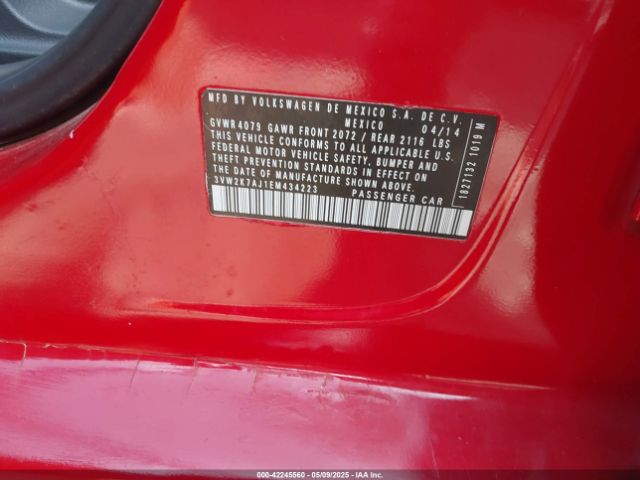 MFD BY VOLKSWAGEN DE MEXICO S.A. DE C.V.
MEXICO 04/14
GVWR4079 GAWR FRONT 2072 / REAR 2116 LBS
THIS VEHICLE CONFORMS TO ALL APPLICABLE U.S.
FEDERAL MOTOR VEHICLE SAFETY, BUMPER AND
THEFT PREVENTION STANDARDS IN EFFECT ON
THE DATE OF MANUFACTURE SHOWN ABOVE.
3VW2K7AJ1EM434223 PASSENGER CAR
1827132 1019 M
000-42245560 - 05/09/2025 - © IAA Inc.